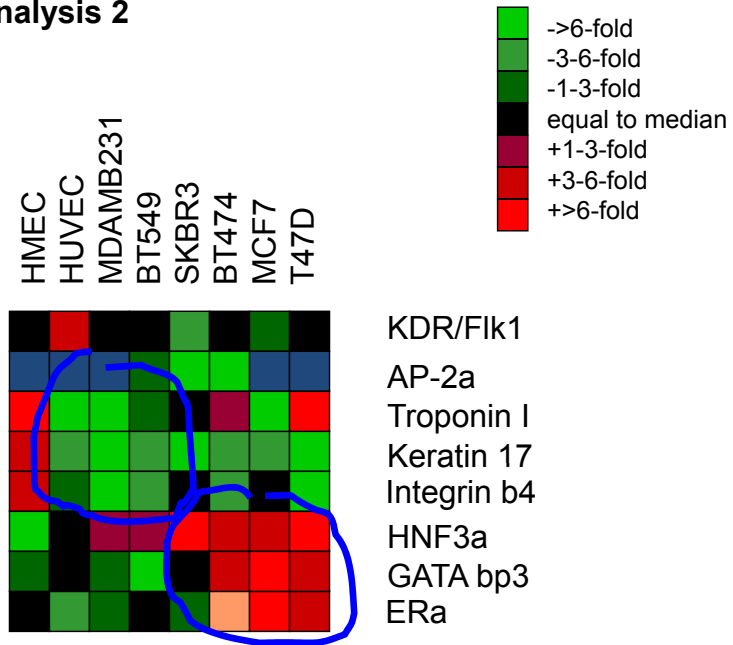 nalysis 2
->6-fold
-3-6-fold
-1-3-fold
equal to median
+1-3-fold
+3-6-fold
+>6-fold
HMEC
HUVEC
MDAMB231
BT549
SKBR3
BT474
MCF7
T47D
KDR/Flk1
AP-2a
Troponin I
Keratin 17
Integrin b4
HNF3a
GATA bp3
ERa